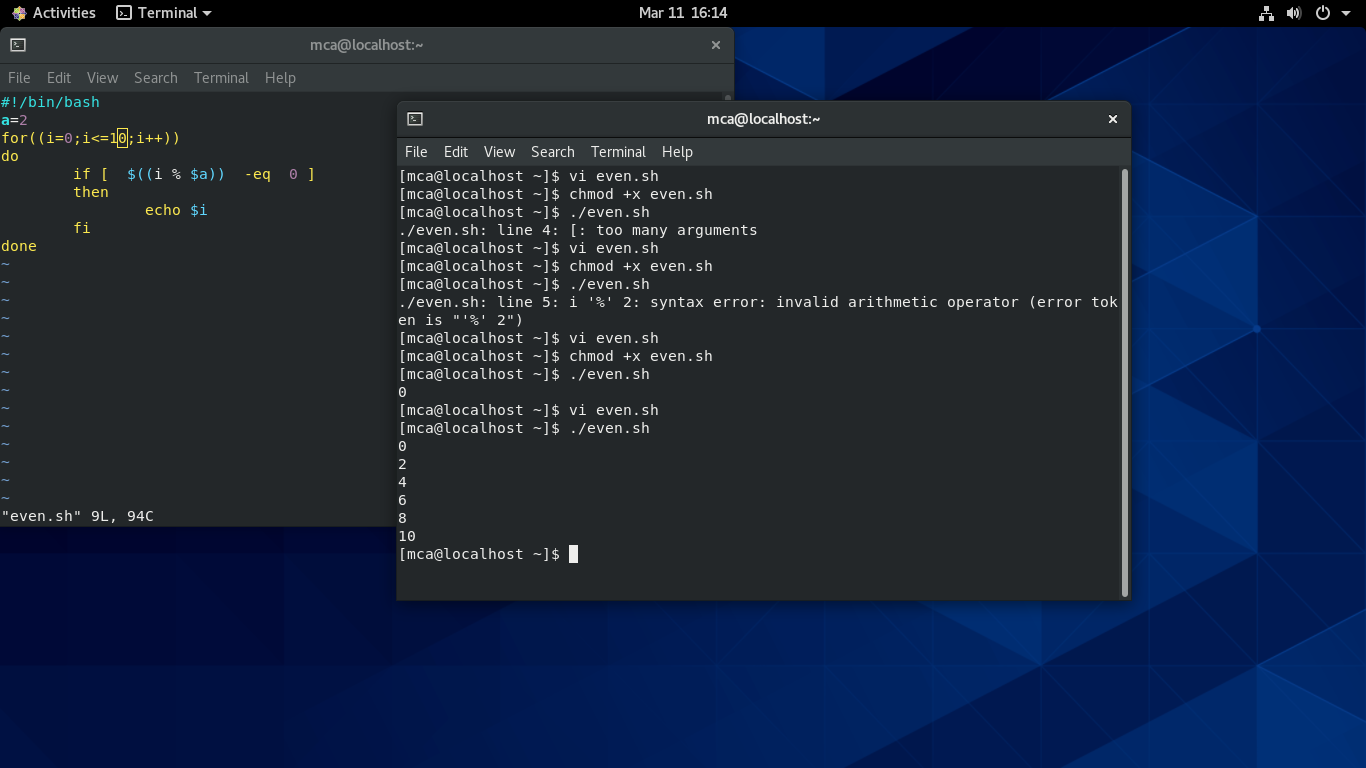 Activities Terminal Mar 11 16:14
mca@localhost:~
File Edit View Search Terminal Help
#!/bin/bash
a=2
for((i=0;i<=10;i++))
do
        if [  $((i % $a))  -eq  0 ]
        then
                echo $i
        fi
done
~
~
~
~
~
~
~
~
~
~
~
~
~
~
"even.sh" 9L, 94C
mca@localhost:~
File Edit View Search Terminal Help
[mca@localhost ~]$ vi even.sh
[mca@localhost ~]$ chmod +x even.sh
[mca@localhost ~]$ ./even.sh
./even.sh: line 4: [: too many arguments
[mca@localhost ~]$ vi even.sh
[mca@localhost ~]$ chmod +x even.sh
[mca@localhost ~]$ ./even.sh
./even.sh: line 5: i '%' 2: syntax error: invalid arithmetic operator (error tok
en is "'%' 2")
[mca@localhost ~]$ vi even.sh
[mca@localhost ~]$ chmod +x even.sh
[mca@localhost ~]$ ./even.sh
0
[mca@localhost ~]$ vi even.sh
[mca@localhost ~]$ ./even.sh
0
2
4
6
8
10
[mca@localhost ~]$